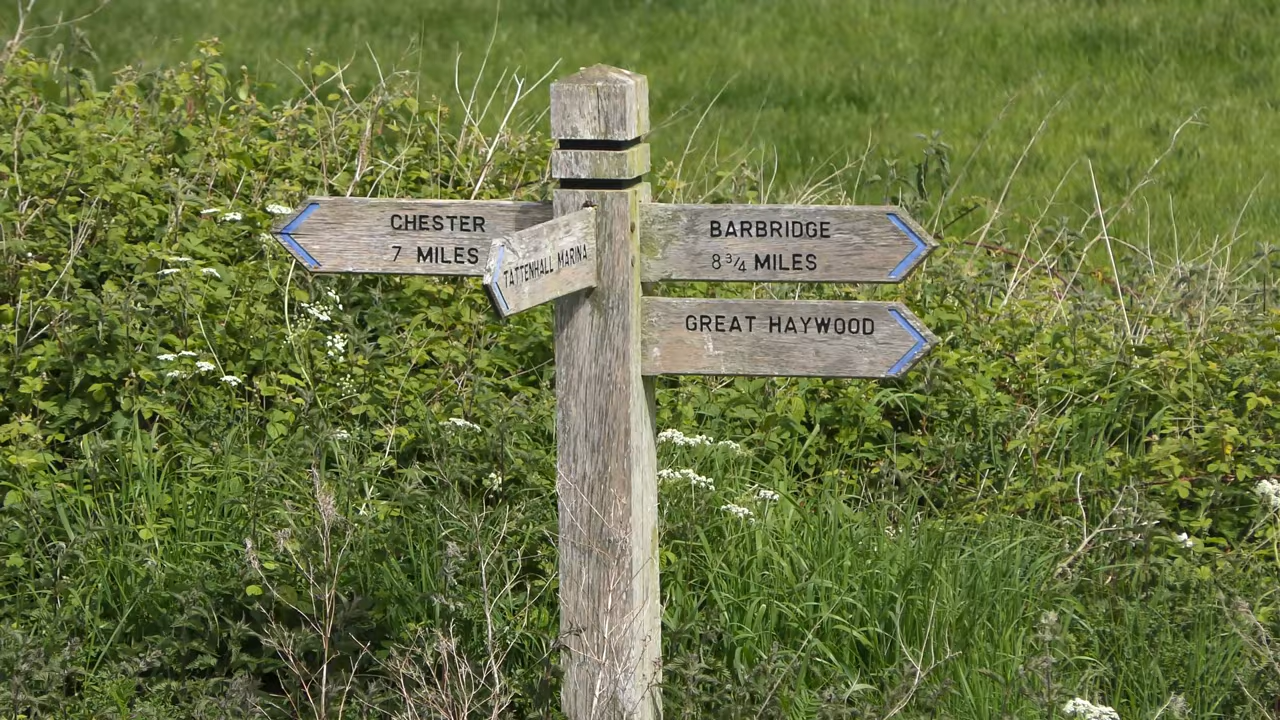 CHESTER
7 MILES
TATTENHALL MARINA
BARBRIDGE
8 3/4 MILES
GREAT HAYWOOD